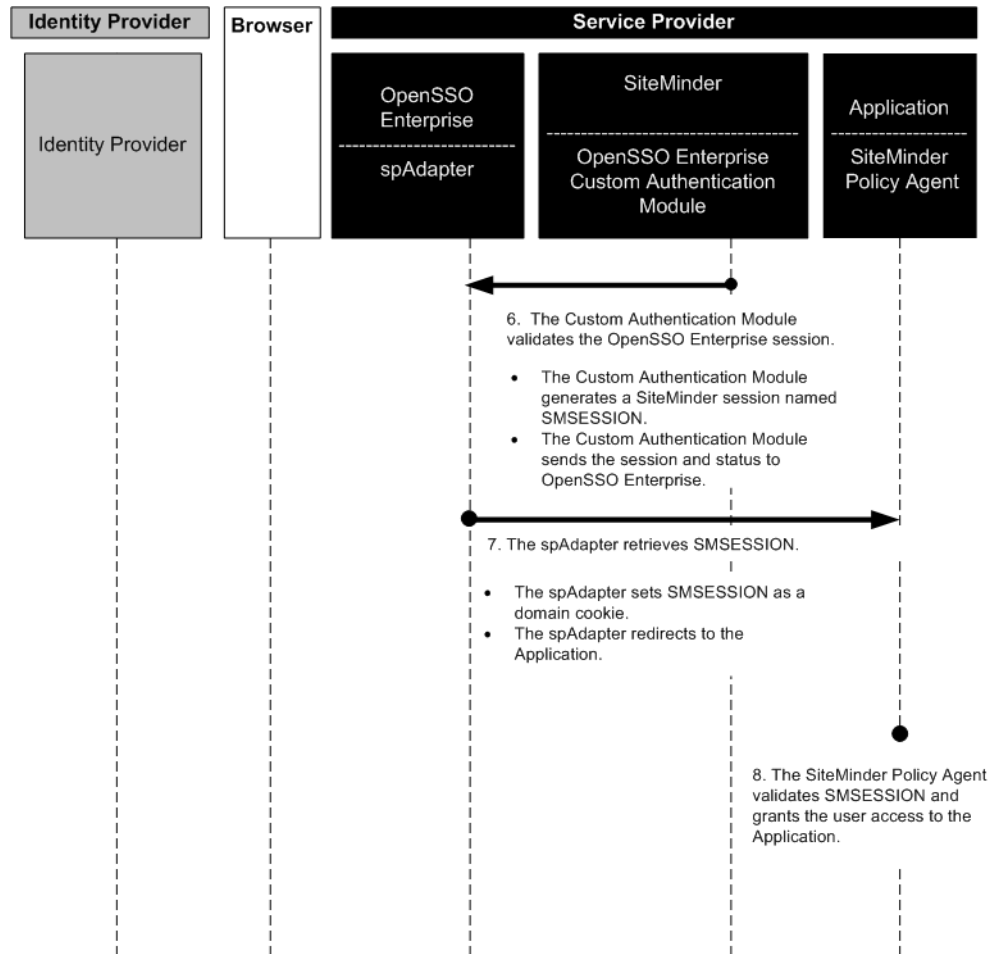 Identity Provider
Browser
Service Provider
Identity Provider
OpenSSO
Enterprise
spAdapter
SiteMinder
OpenSSO Enterprise
Custom Authentication
Module
Application
SiteMinder
Policy Agent
6. The Custom Authentication Module
validates the OpenSSO Enterprise session.
• The Custom Authentication Module
generates a SiteMinder session named
SMSESSION.
• The Custom Authentication Module
sends the session and status to
OpenSSO Enterprise.
7. The spAdapter retrieves SMSESSION.
• The spAdapter sets SMSESSION as a
domain cookie.
• The spAdapter redirects to the
Application.
8. The SiteMinder Policy Agent
validates SMSESSION and
grants the user access to the
Application.